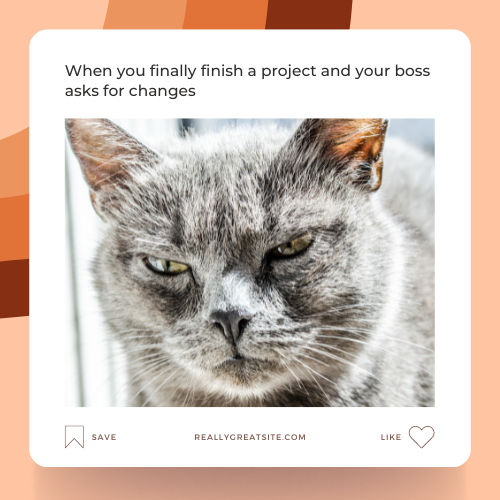 When you finally finish a project and your boss
asks for changes
SAVE
REALLYGREATSITE.COM
LIKE